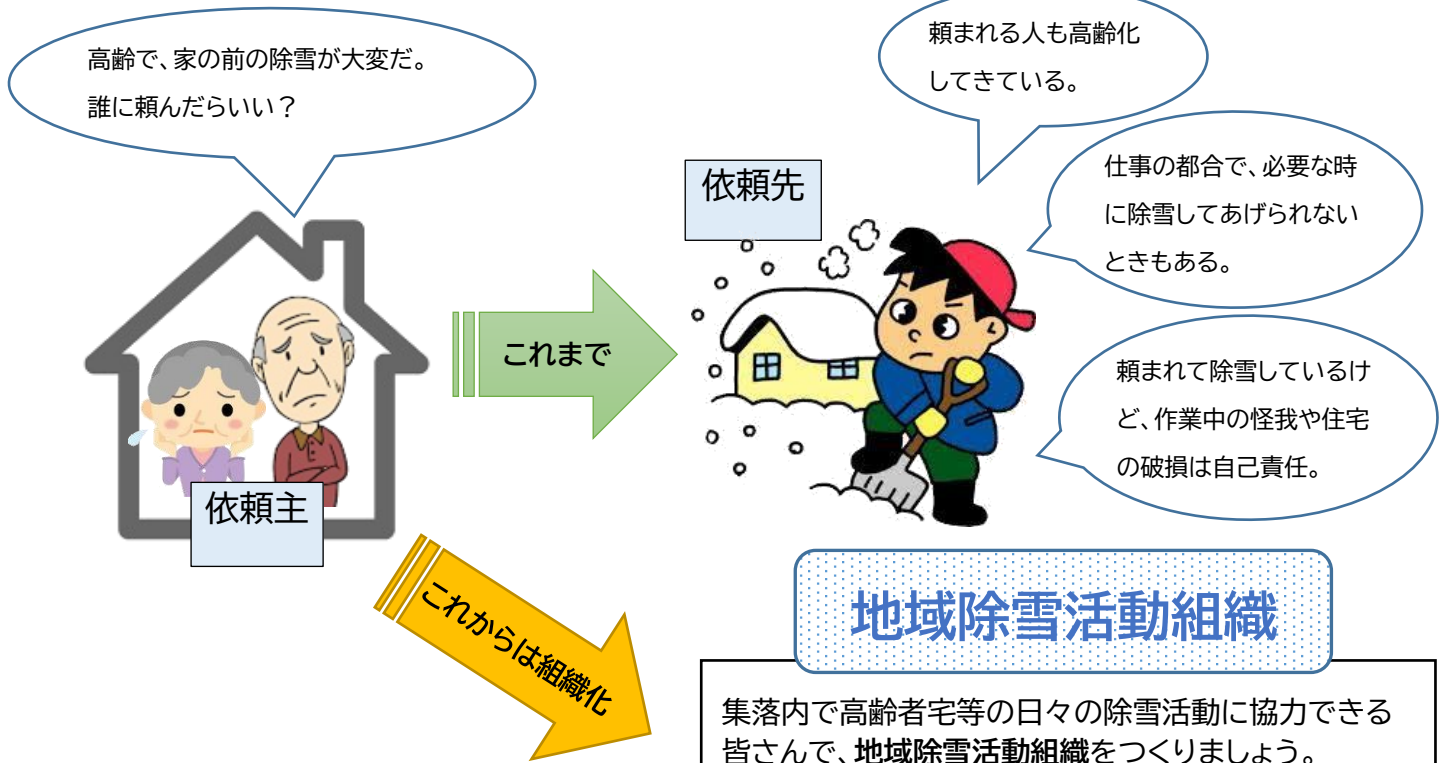 高齢で、家の前の除雪が大変だ。
誰に頼んだらいい？
依頼主
これまで
依頼先
頼まれる人も高齢化
してきている。
仕事の都合で、必要な時
に除雪してあげられない
ときもある。
頼まれて除雪しているけ
ど、作業中の怪我や住宅
の破損は自己責任。
これからは組織化
地域除雪活動組織
集落内で高齢者宅等の日々の除雪活動に協力できる
皆さんで、地域除雪活動組織をつくりましょう。